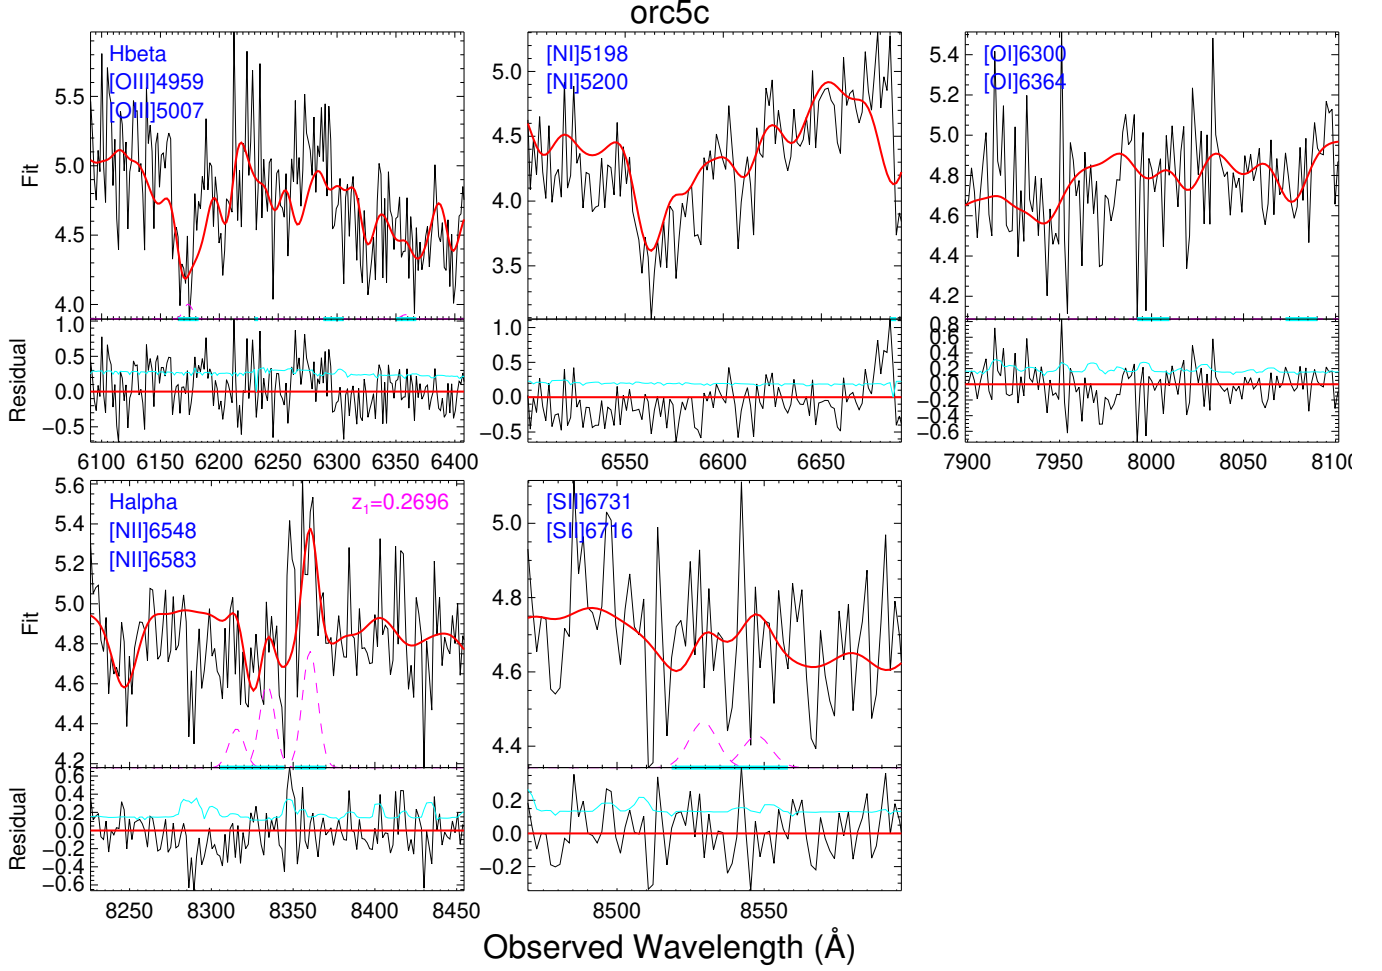 orc5c
Hbeta
[OIII]4959
[OIII]5007
Fit
5.5
5.0
4.5
4.0
Residual
1.0
0.5
0.0
−0.5
6100 6150 6200 6250 6300 6350 6400
[NI]5198
[NI]5200
5.0
4.5
4.0
3.5
1.0
0.5
0.0
−0.5
6550 6600 6650
[OI]6300
[OI]6364
5.4
5.2
5.0
4.8
4.6
4.4
4.2
0.8
0.6
0.4
0.2
0.0
−0.2
−0.4
−0.6
7900 7950 8000 8050 810
Halpha
[NII]6548
[NII]6583
z1=0.2696
Fit
5.6
5.4
5.2
5.0
4.8
4.6
4.4
4.2
Residual
0.6
0.4
0.2
0.0
−0.2
−0.4
−0.6
8250 8300 8350 8400 8450
[SII]6731
[SII]6716
5.0
4.8
4.6
4.4
0.2
0.0
−0.2
8500 8550
Observed Wavelength (Å)